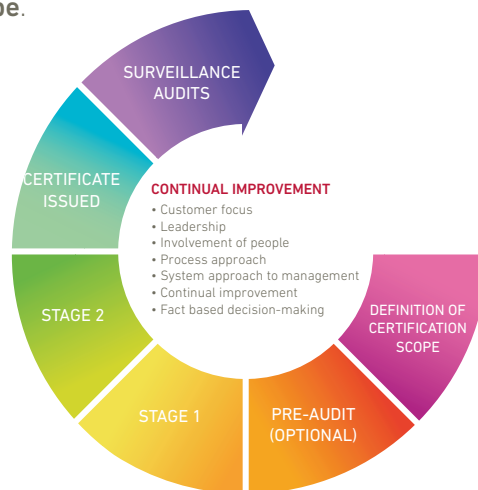 pe.
SURVEILLANCE
AUDITS
CERTIFICATE
ISSUED
CONTINUAL IMPROVEMENT
• Customer focus
• Leadership
• Involvement of people
• Process approach
• System approach to management
• Continual improvement
• Fact based decision-making
STAGE 2
DEFINITION OF
CERTIFICATION
SCOPE
STAGE 1
PRE-AUDIT
(OPTIONAL)